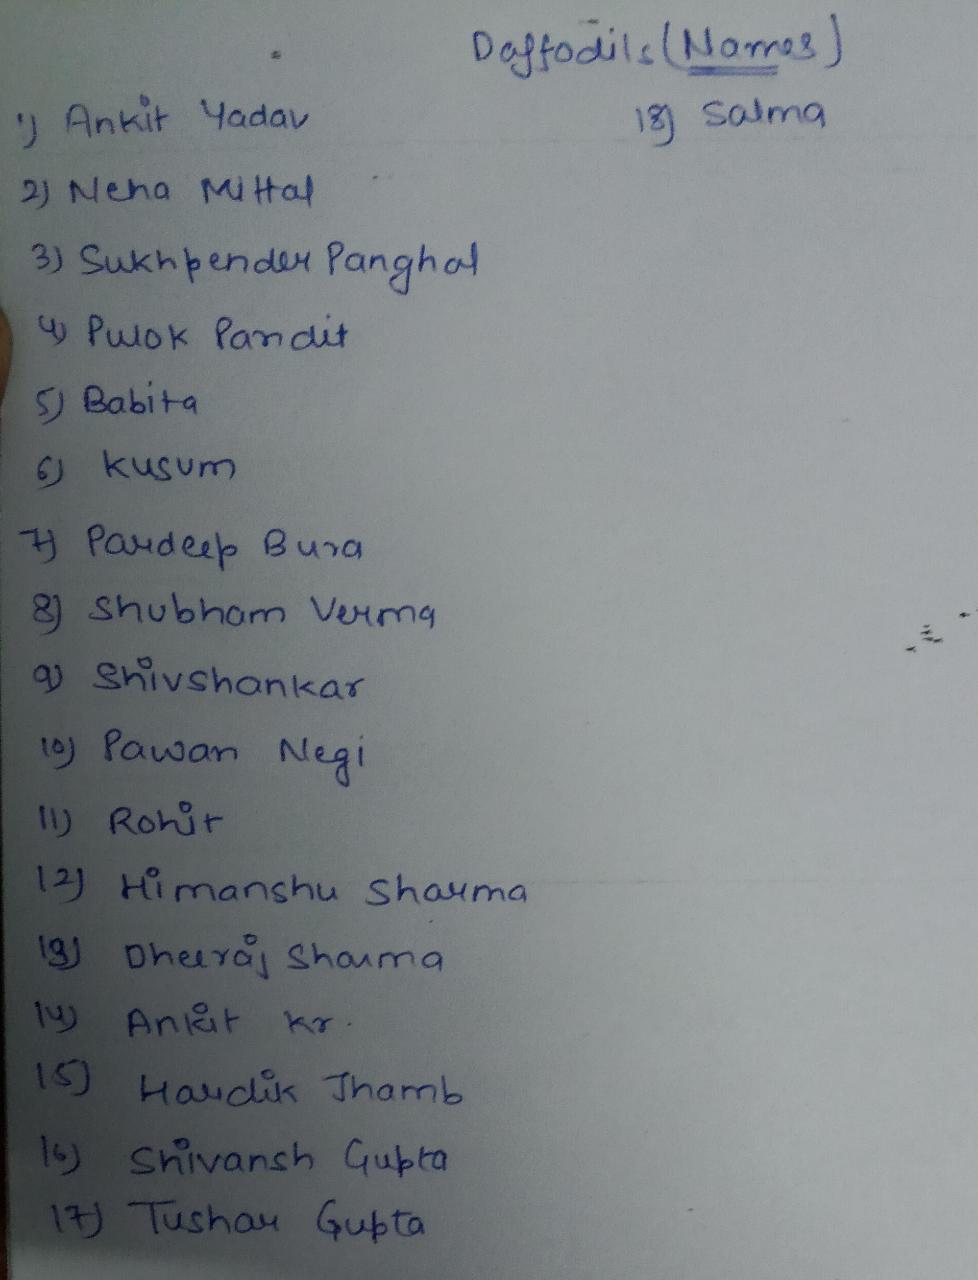 Daffodils (Names)
1) Ankit Yadav
2) Neha Mittal
3) Sukhpender Panghal
4) Pulok Pandit
5) Babita
6) Kusum
7) Pardeep Bura
8) Shubham Verma
9) Shivshankar
10) Pawan Negi
11) Rohit
12) Himanshu Sharma
13) Dheeraj Sharma
14) Ankit Kr.
15) Hardik Jhamb
16) Shivansh Gupta
17) Tushar Gupta
18) Salma